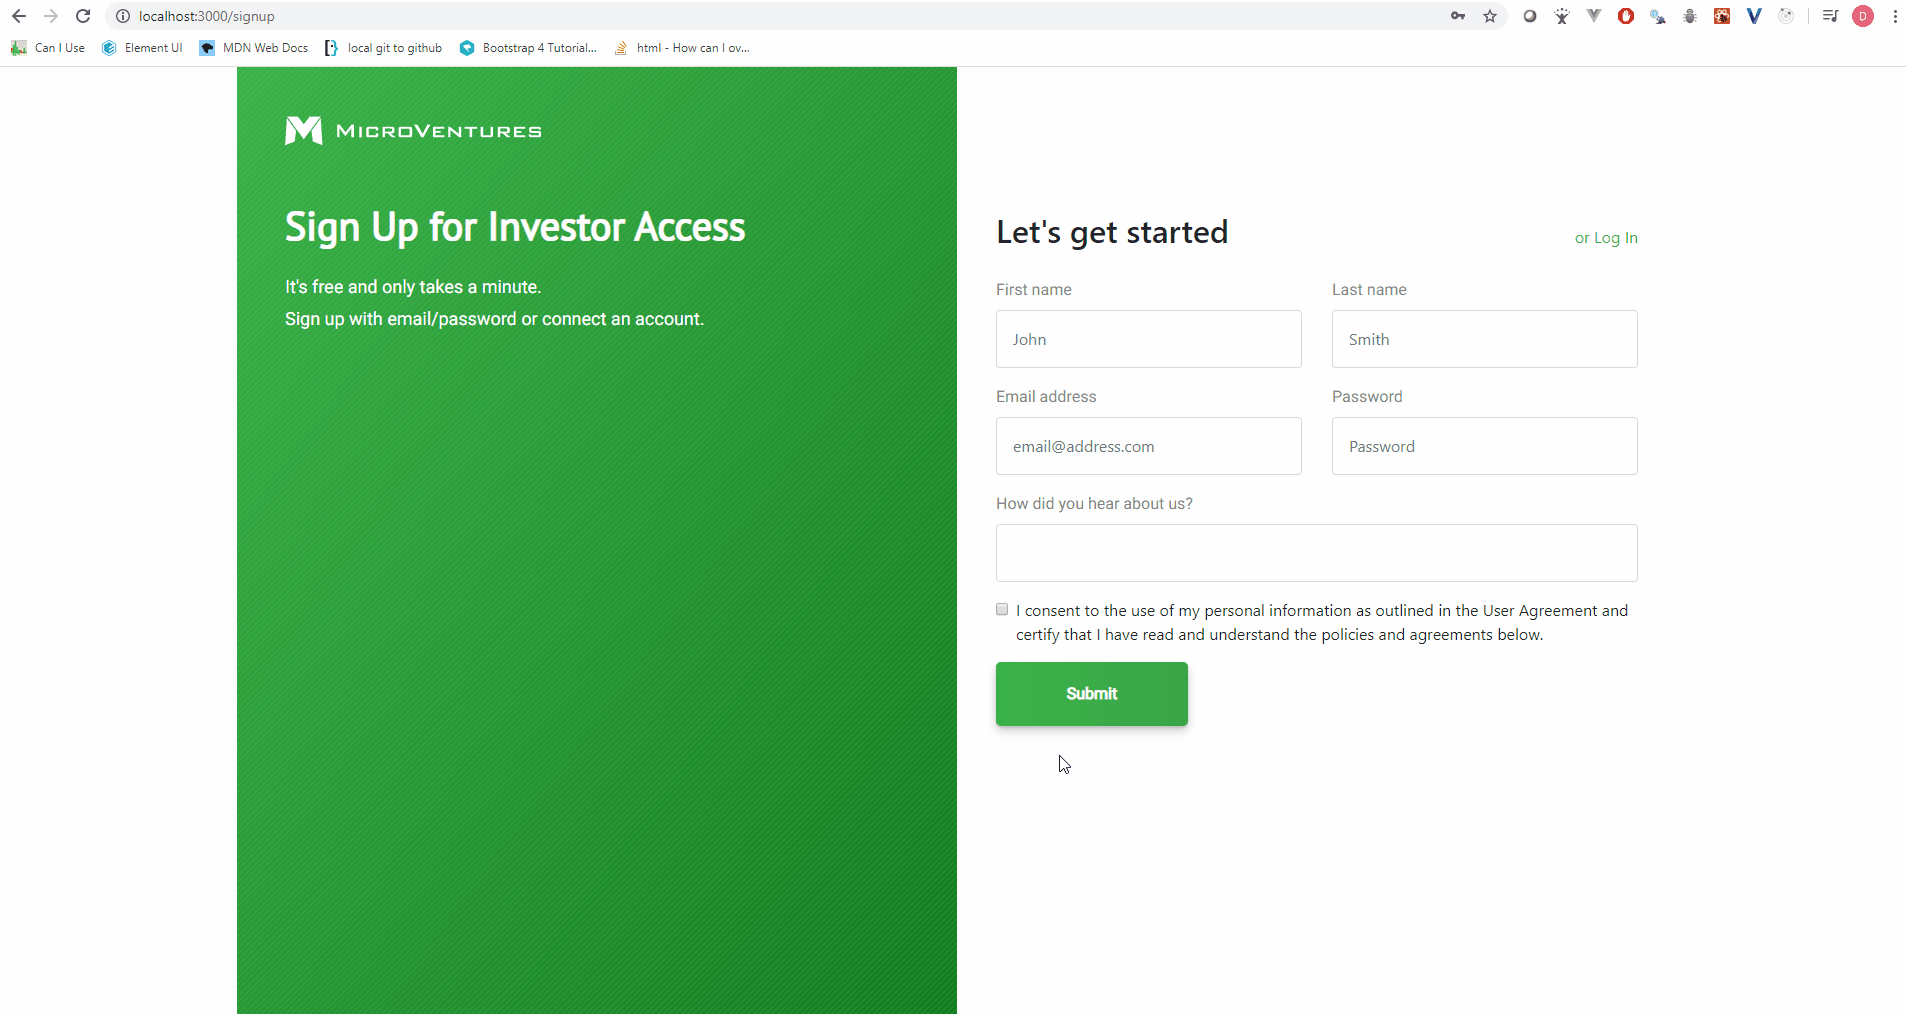 localhost:3000/signup
D
Can I Use
Element UI
MDN Web Docs
local git to github
Bootstrap 4 Tutorial...
html - How can I ov...
MICROVENTURES
Sign Up for Investor Access
It's free and only takes a minute.
Sign up with email/password or connect an account.
Let's get started
or Log In
First name
Last name
John
Smith
Email address
Password
email@address.com
Password
How did you hear about us?
I consent to the use of my personal information as outlined in the User Agreement and
certify that I have read and understand the policies and agreements below.
Submit